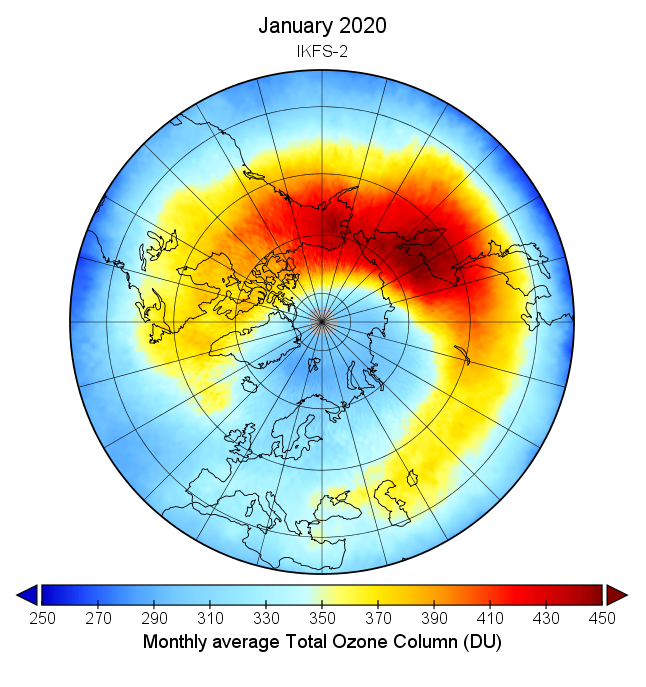 January 2020
IKFS-2
250 270 290 310 330 350 370 390 410 430 450
Monthly average Total Ozone Column (DU)